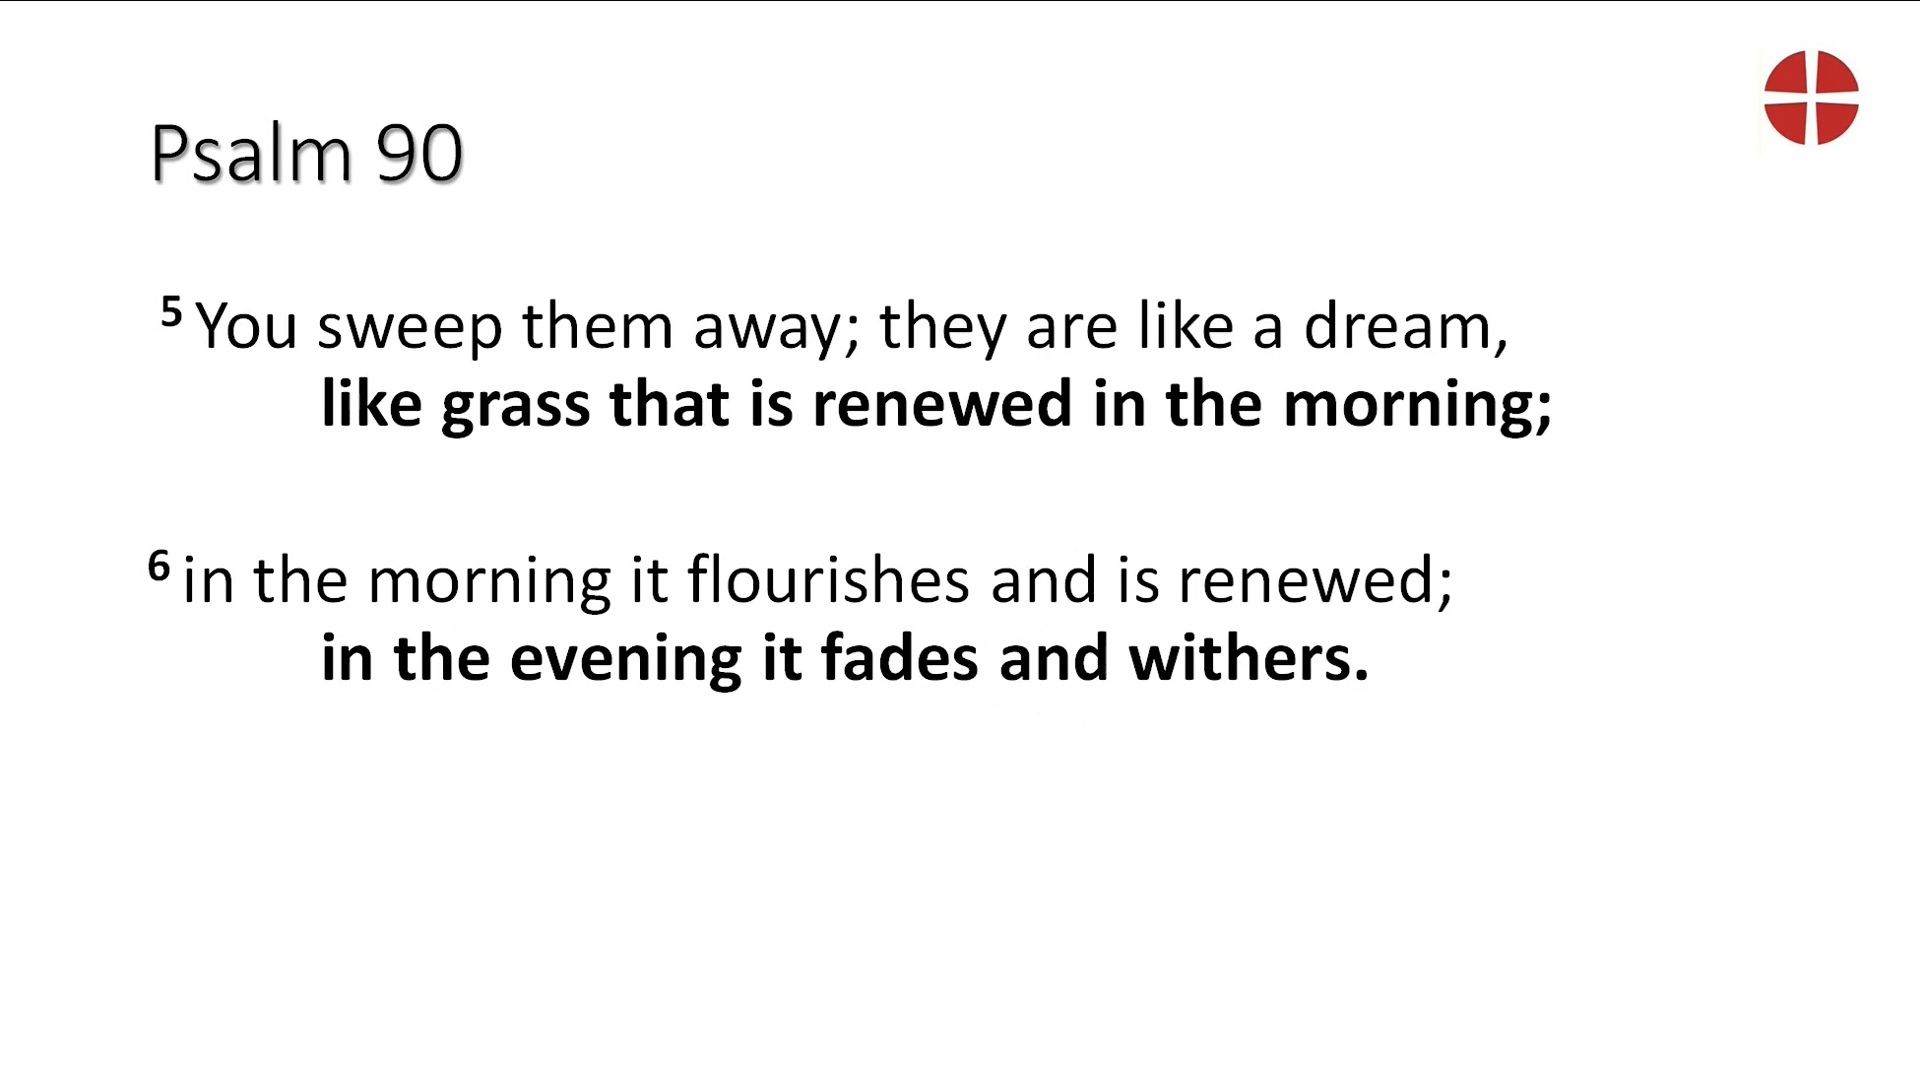 Psalm 90
5 You sweep them away; they are like a dream,
like grass that is renewed in the morning;
6 in the morning it flourishes and is renewed;
in the evening it fades and withers.